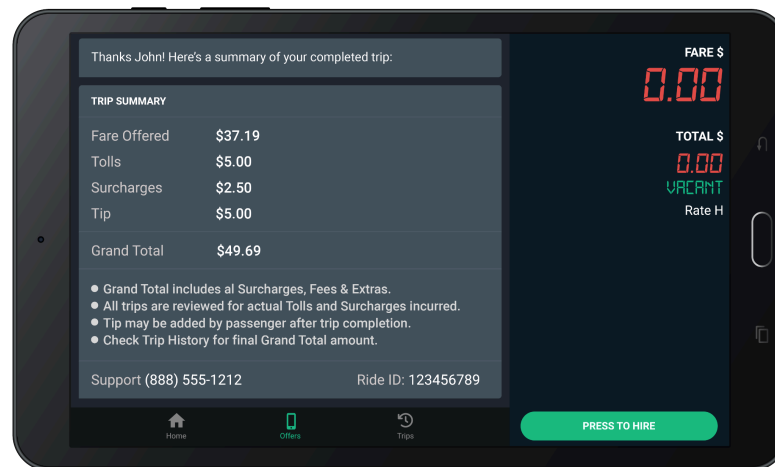 Thanks John! Here's a summary of your completed trip:
TRIP SUMMARY
Fare Offered $37.19
Tolls $5.00
Surcharges $2.50
Tip $5.00
Grand Total $49.69
Grand Total includes al Surcharges, Fees & Extras.
All trips are reviewed for actual Tolls and Surcharges incurred.
Tip may be added by passenger after trip completion.
Check Trip History for final Grand Total amount.
Support (888) 555-1212 Ride ID: 123456789
Home Offers Trips
FARE $
0.00
TOTAL $
0.00
VACANT
Rate H
PRESS TO HIRE